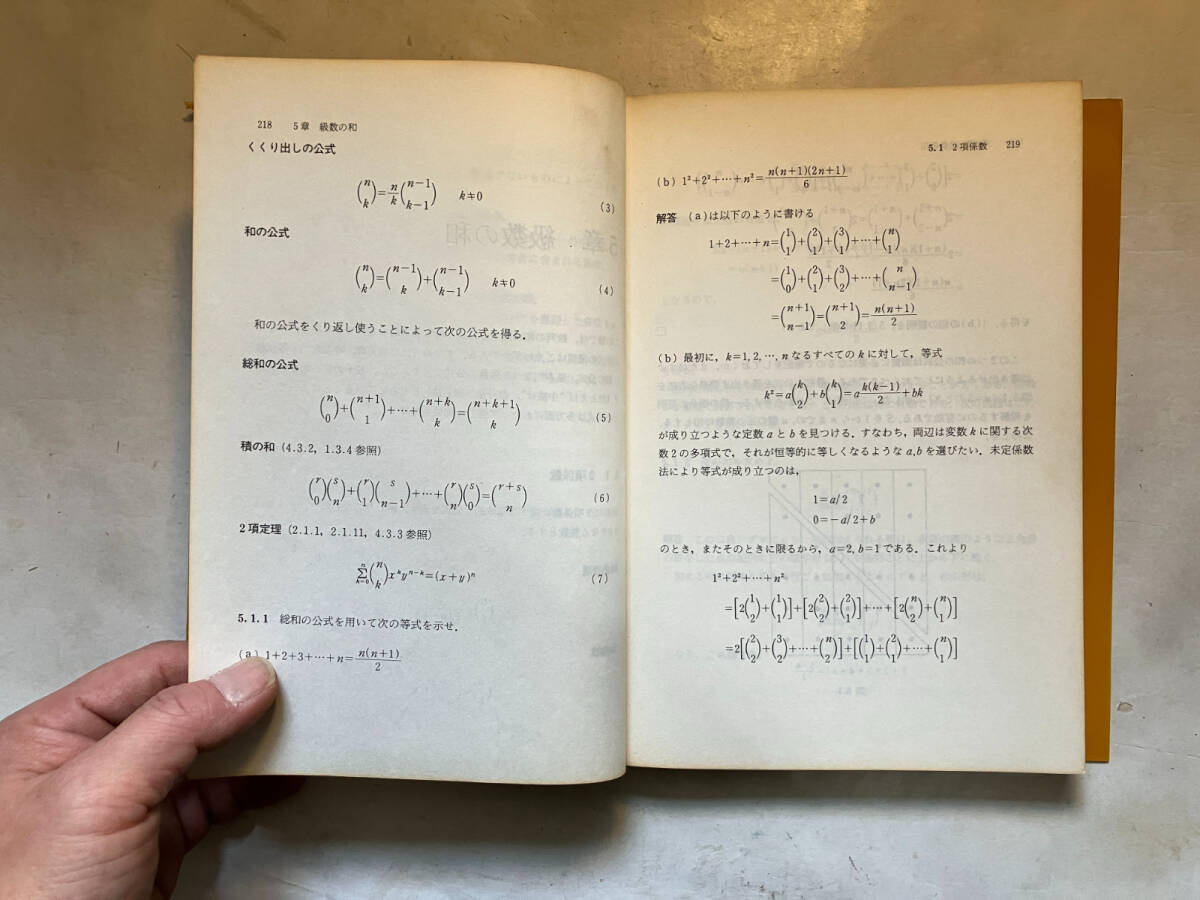 218 5章 級数の和
くくり出しの公式
(n k)=n/k(n−1 k−1) k≠0 (3)
和の公式
(n k)=(n−1 k)+(n−1 k−1) k≠0 (4)
和の公式をくり返し使うことによって次の公式を得る.
総和の公式
(n 0)+(n+1 1)+⋯+(n+k k)=(n+k+1 k) (5)
積の和 (4.3.2, 1.3.4参照)
(r 0)(s n)+(r 1)(s n−1)+⋯+(r n)(s 0)=(r+s n) (6)
2項定理 (2.1.1, 2.1.11, 4.3.3参照)
∑_{k=0}^{n}(n k)x^k y^{n−k}=(x+y)^n (7)
5.1.1 総和の公式を用いて次の等式を示せ.
(a) 1+2+3+⋯+n=n(n+1)/2
5.1 2項係数 219
(b) 1²+2²+⋯+n²=n(n+1)(2n+1)/6
解答 (a)は以下のように書ける
1+2+⋯+n=(1 1)+(2 1)+(3 1)+⋯+(n 1)
=(1 0)+(2 1)+(3 2)+⋯+(n n−1)
=(n+1 n−1)=(n+1 2)=n(n+1)/2
(b) 最初に, k=1,2,⋯,n なるすべての k に対して, 等式
k²=a(k 2)+b(k 1)=a k(k−1)/2+bk
が成り立つような定数 a と b を見つける. すなわち, 両辺は変数 k に関する次
数2の多項式で, それが恒等的に等しくなるような a,b を選びたい. 未定係数
法により等式が成り立つのは,
1=a/2
0=−a/2+b
のとき, またそのときに限るから, a=2, b=1である. これより
1²+2²+⋯+n²
=[2(1 2)+(1 1)]+[2(2 2)+(2 1)]+⋯+[2(n 2)+(n 1)]
=2[(2 2)+(3 2)+⋯+(n 2)]+[(1 1)+(2 1)+⋯+(n 1)]